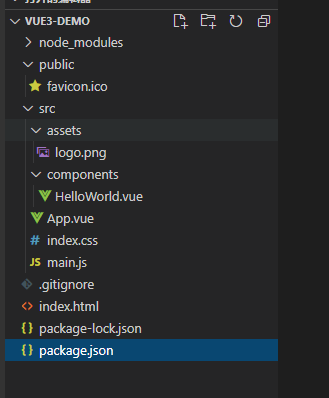 VUE3-DEMO
node_modules
public
favicon.ico
src
assets
logo.png
components
HelloWorld.vue
App.vue
# index.css
JS main.js
.gitignore
<> index.html
{} package-lock.json
{} package.json